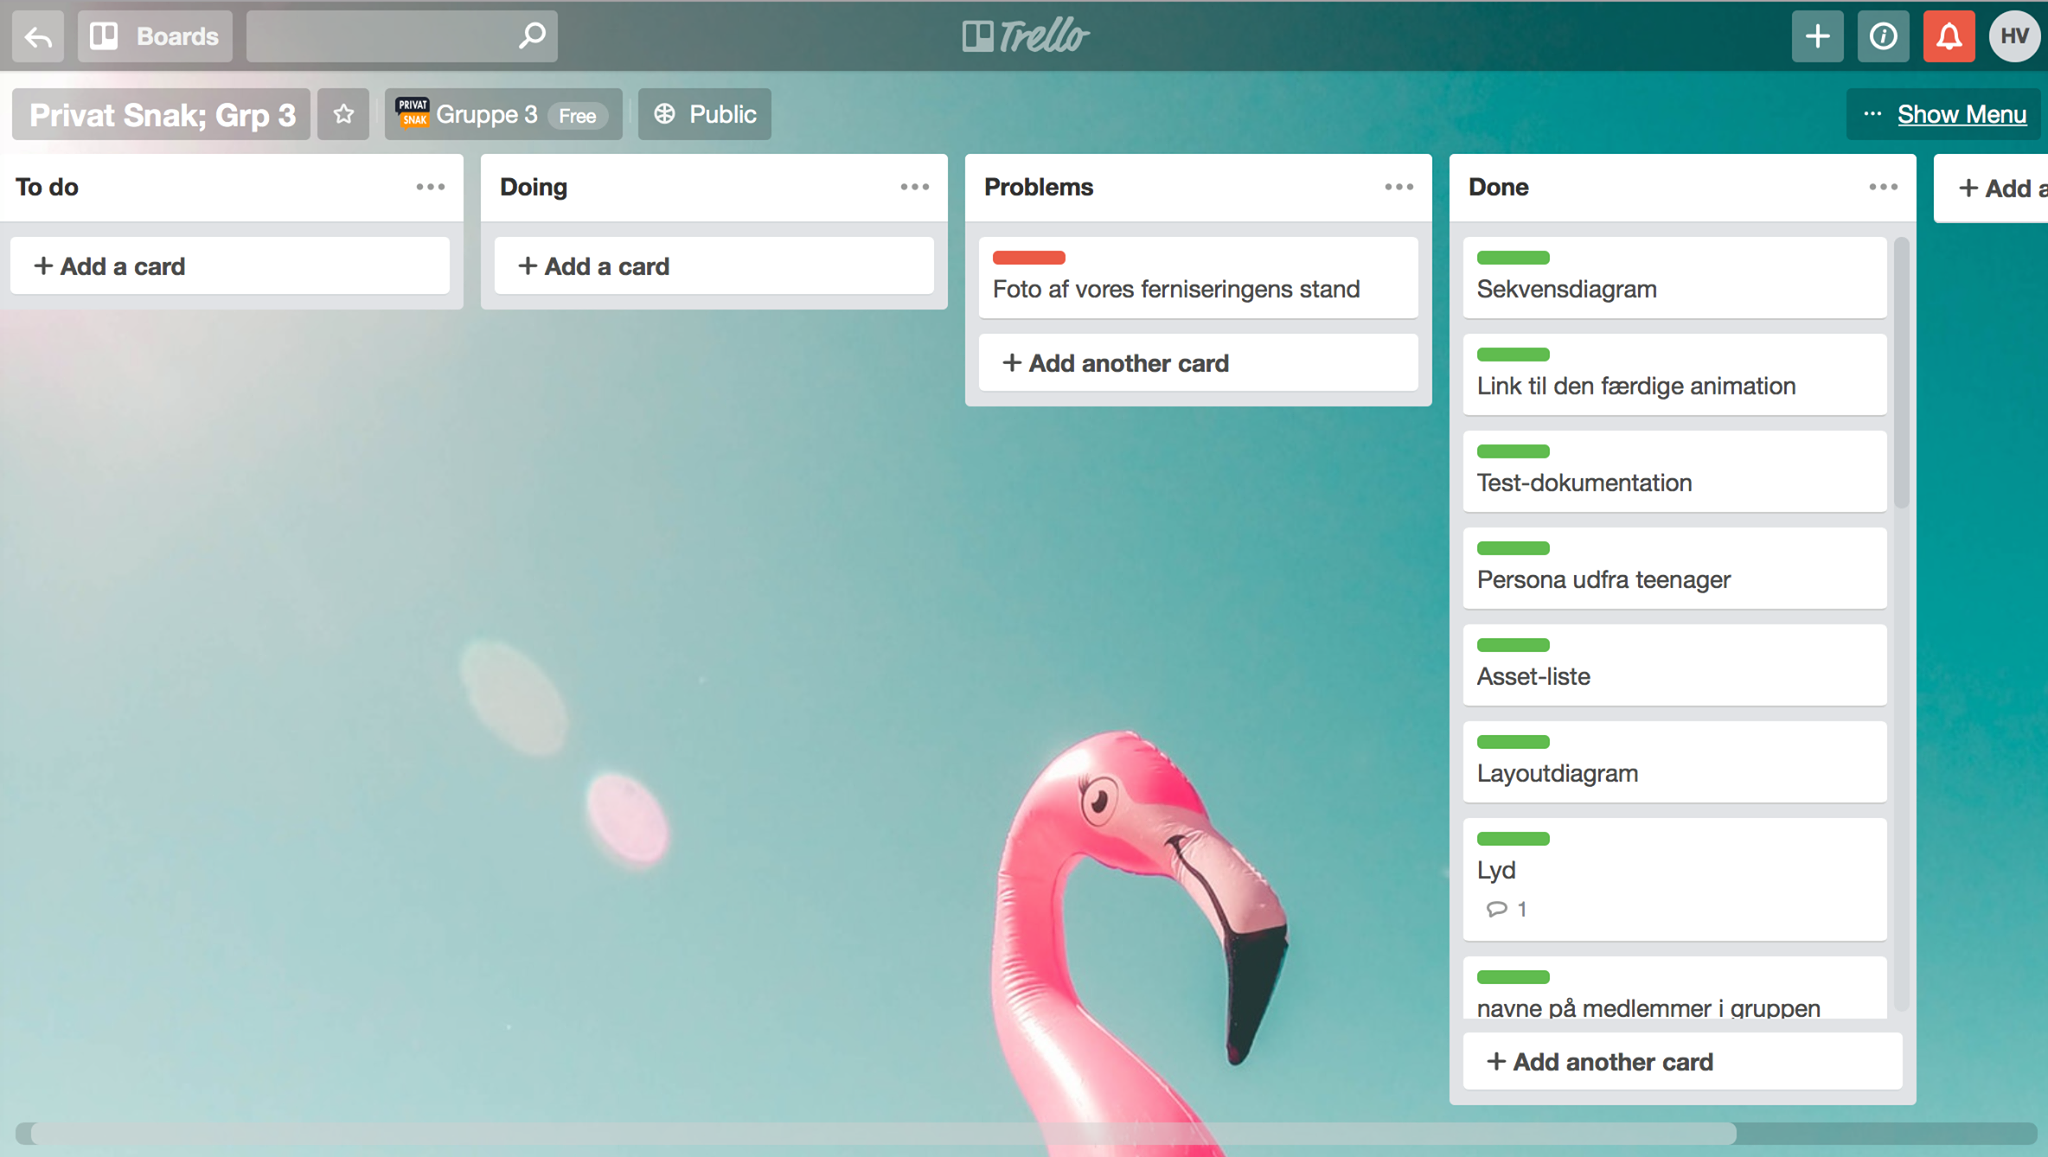 Boards
Trello
HV
Privat Snak; Grp 3
PRIVAT
SNAK
Gruppe 3
Free
Public
··· Show Menu
To do
+ Add a card
Doing
+ Add a card
Problems
Foto af vores ferniseringens stand
+ Add another card
Done
Sekvensdiagram
Link til den færdige animation
Test-dokumentation
Persona udfra teenager
Asset-liste
Layoutdiagram
Lyd
1
navne på medlemmer i gruppen
+ Add another card
+ Add a